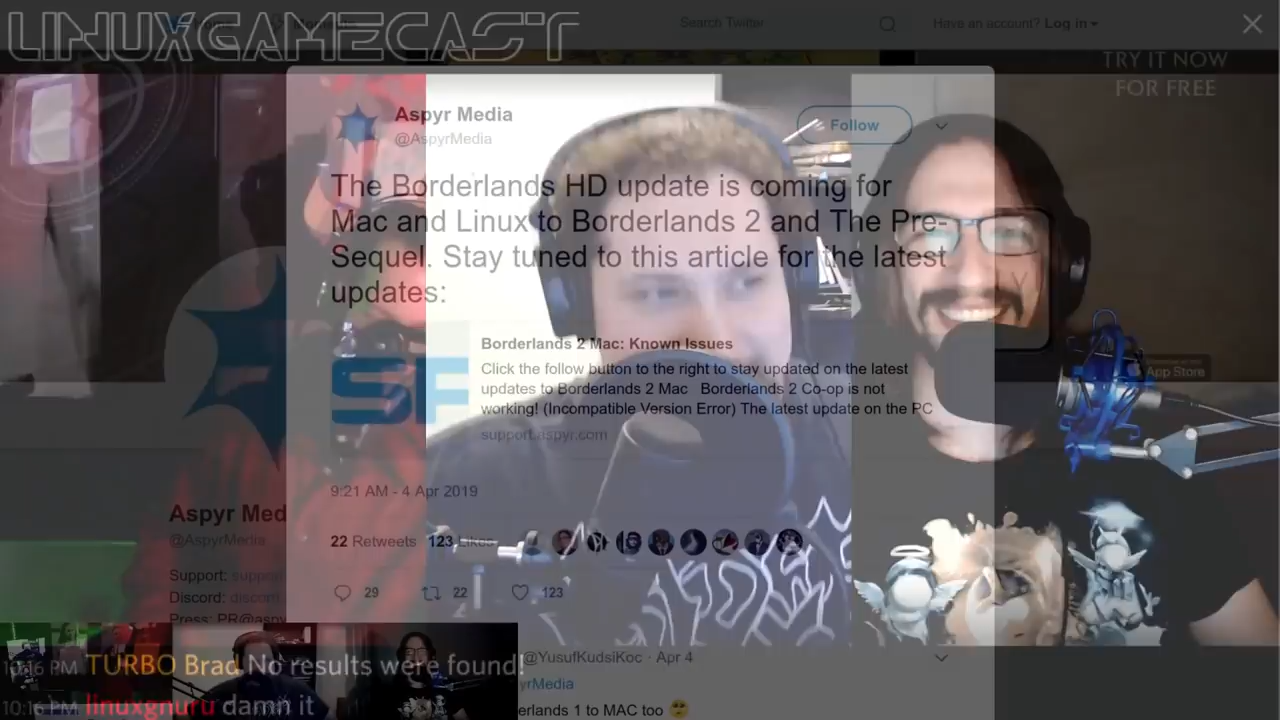 LINUXGAMECAST
Search Twitter
Have an account? Log in
TRY IT NOW
FOR FREE
Aspyr Media
@AspyrMedia
Follow
The Borderlands HD update is coming for
Mac and Linux to Borderlands 2 and The Pre-
Sequel. Stay tuned to this article for the latest
updates:
SF
Borderlands 2 Mac: Known Issues
Click the follow button to the right to stay updated on the latest
updates to Borderlands 2 Mac Borderlands 2 Co-op is not
working! (Incompatible Version Error) The latest update on the PC
support.aspyr.com
App Store
9:21 AM - 4 Apr 2019
22 Retweets 123 Likes
29 22 123
Aspyr Med
@AspyrMedia
Support:
Discord:
Press:
@YusufKudsiKoc · Apr 4
yrMedia
erlands 1 to MAC too
10:16 PM TURBO Brad No results were found!
10:16 PM linuxgnuru damn it